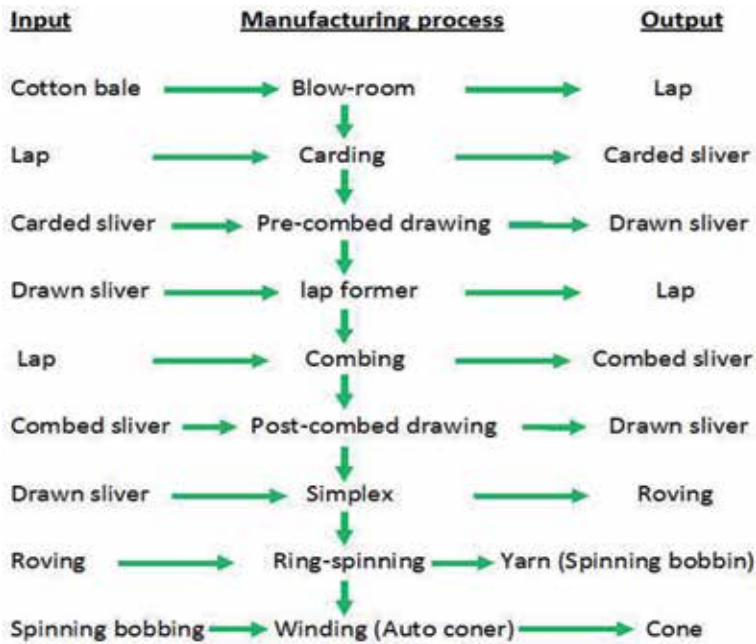 Input Manufacturing process Output
Cotton bale Blow-room Lap
Lap Carding Carded sliver
Carded sliver Pre-combed drawing Drawn sliver
Drawn sliver lap former Lap
Lap Combing Combed sliver
Combed sliver Post-combed drawing Drawn sliver
Drawn sliver Simplex Roving
Roving Ring-spinning Yarn (Spinning bobbin)
Spinning bobbing Winding (Auto coner) Cone